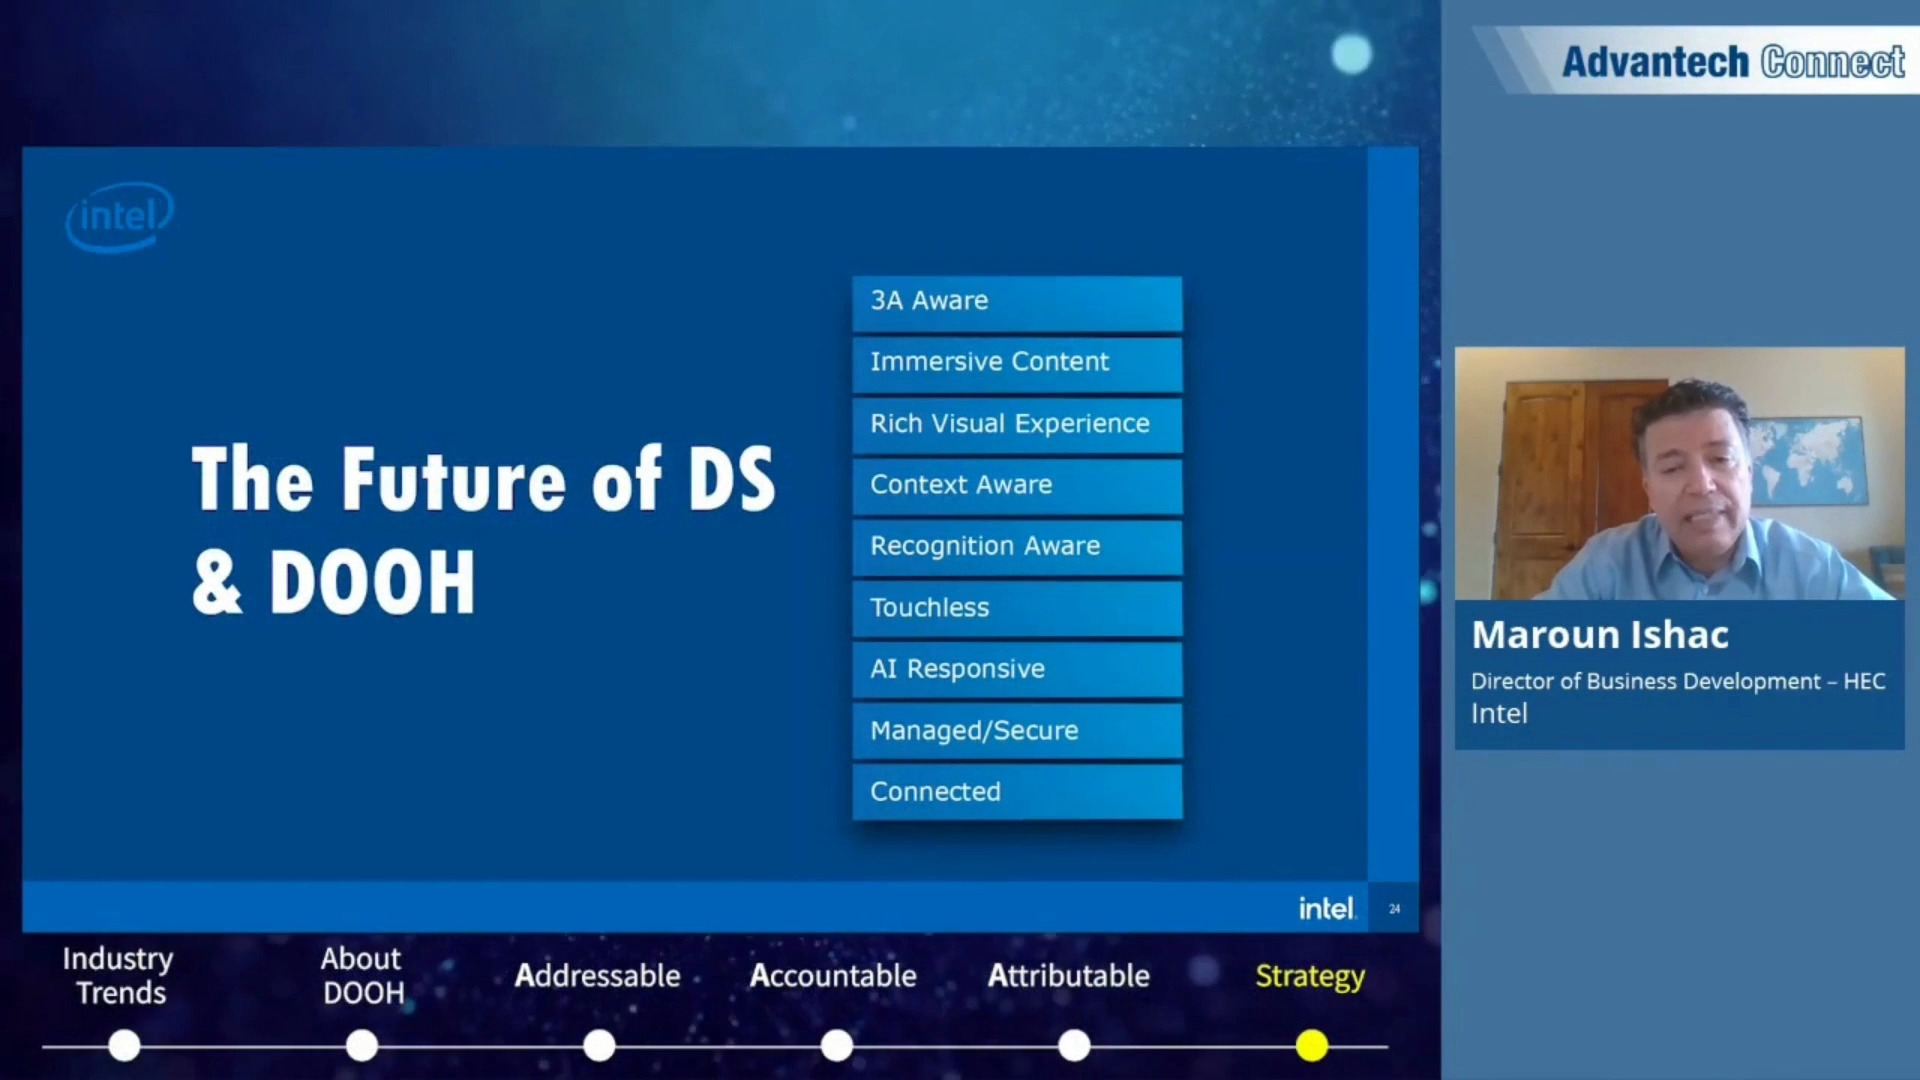 Advantech Connect
intel
The Future of DS
& DOOH
3A Aware
Immersive Content
Rich Visual Experience
Context Aware
Recognition Aware
Touchless
AI Responsive
Managed/Secure
Connected
intel.
24
Maroun Ishac
Director of Business Development – HEC
Intel
Industry
Trends
About
DOOH
Addressable
Accountable
Attributable
Strategy